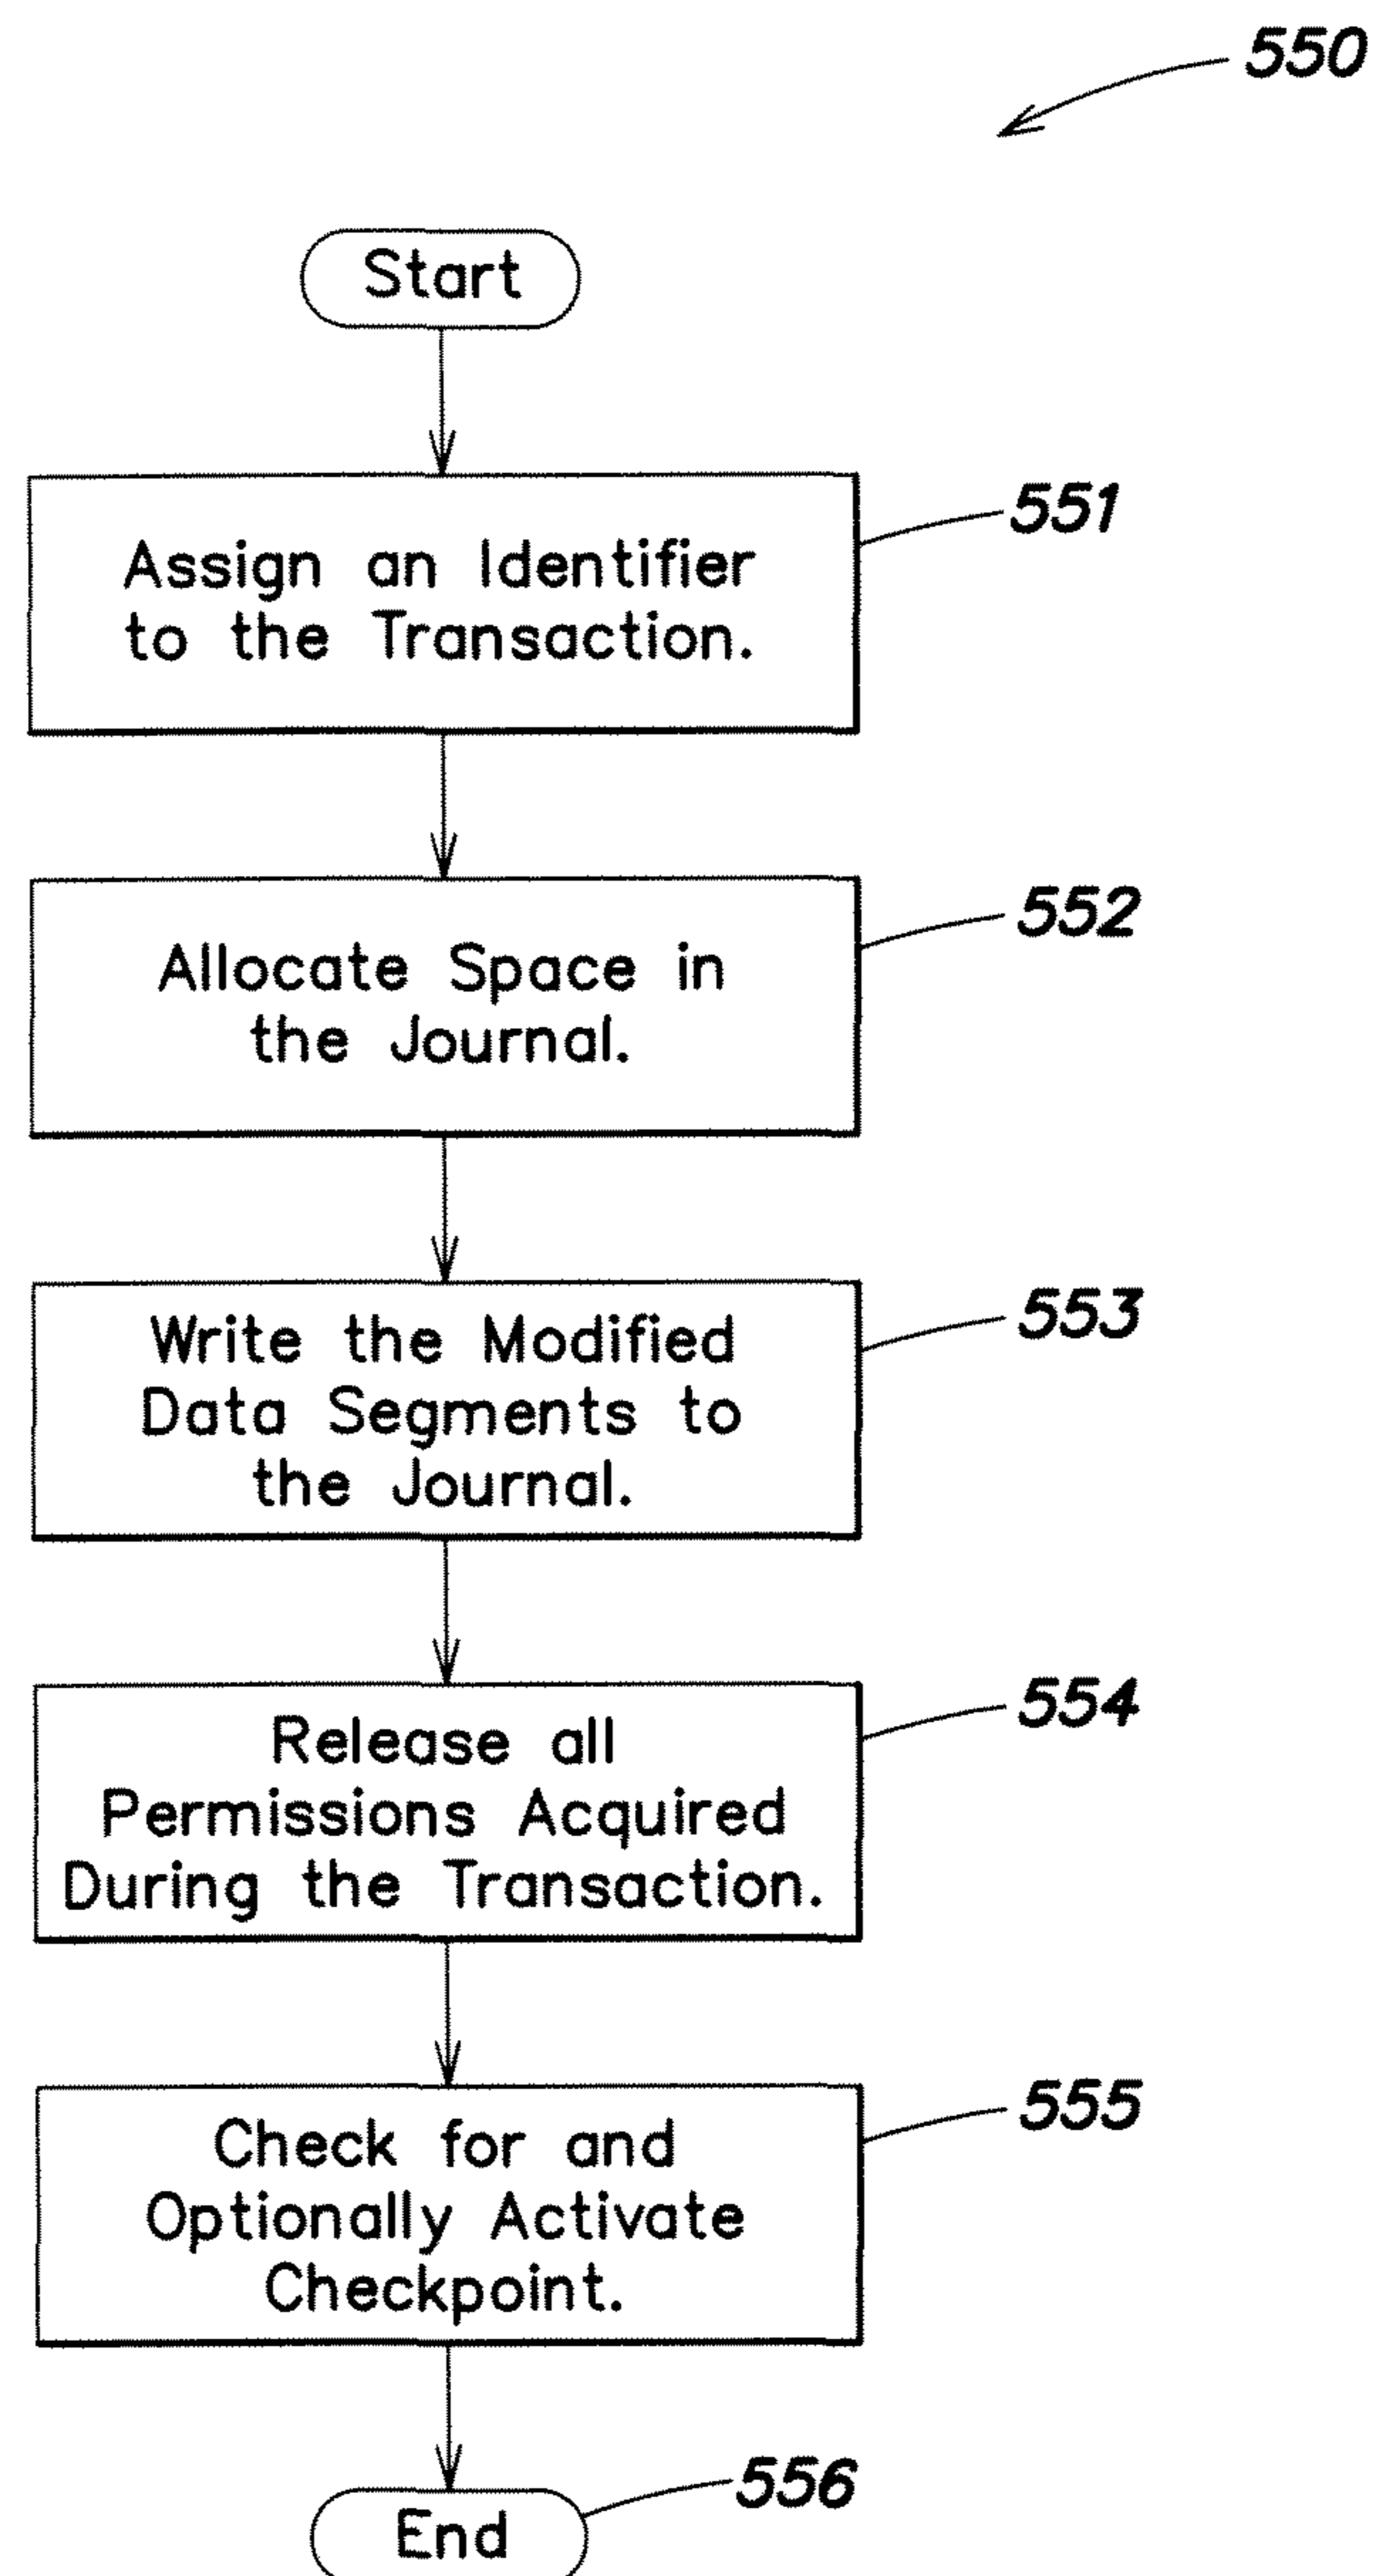 550
Start
551
Assign an Identifier
to the Transaction.
552
Allocate Space in
the Journal.
553
Write the Modified
Data Segments to
the Journal.
554
Release all
Permissions Acquired
During the Transaction.
555
Check for and
Optionally Activate
Checkpoint.
556
End